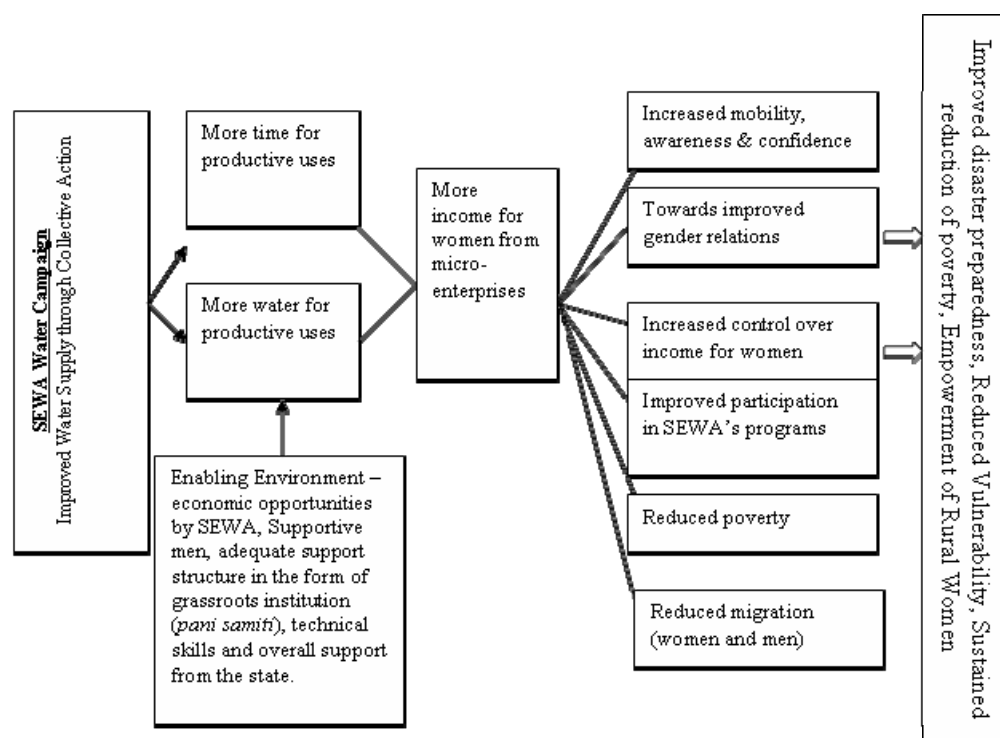 SEWA Water Campaign
Improved Water Supply through Collective Action
More time for
productive uses
More water for
productive uses
Enabling Environment –
economic opportunities
by SEWA, Supportive
men, adequate support
structure in the form of
grassroots institution
(pani samiti), technical
skills and overall support
from the state.
More
income for
women from
micro-
enterprises
Increased mobility,
awareness & confidence
Towards improved
gender relations
Increased control over
income for women
Improved participation
in SEWA's programs
Reduced poverty
Reduced migration
(women and men)
Improved disaster preparedness, Reduced Vulnerability, Sustained
reduction of poverty, Empowerment of Rural Women